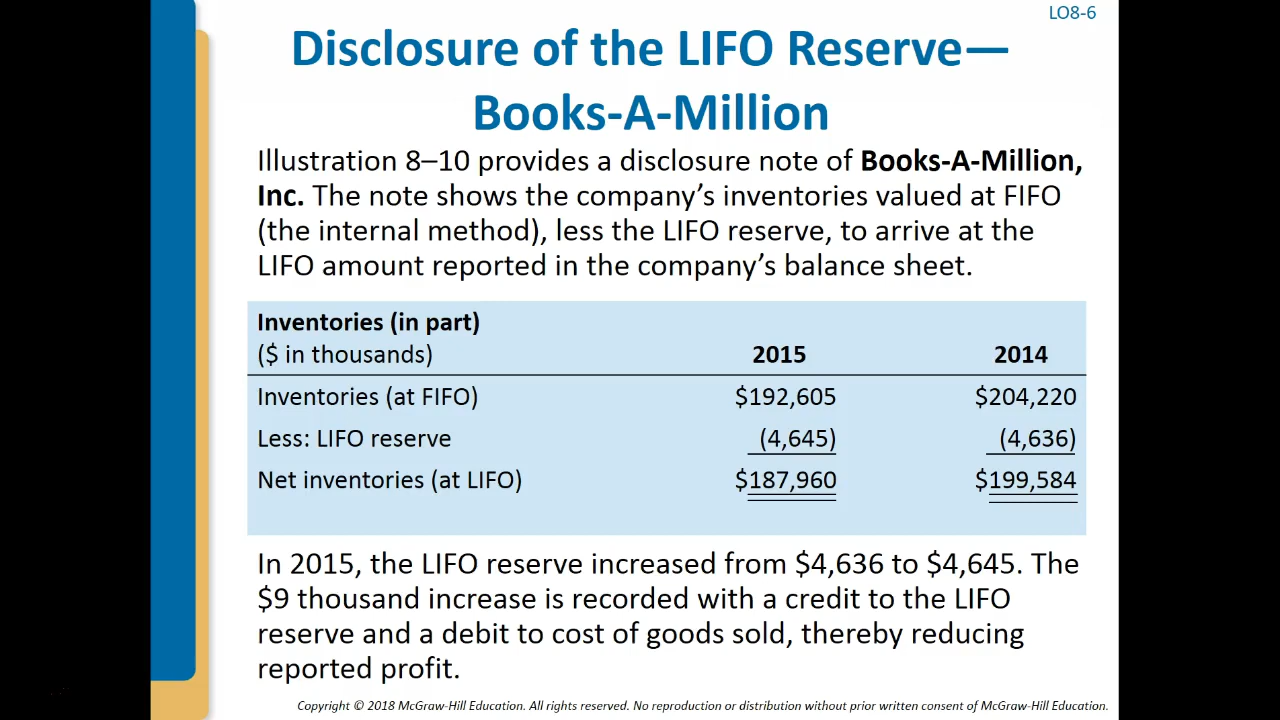 LO8-6
Disclosure of the LIFO Reserve—
Books-A-Million
Illustration 8–10 provides a disclosure note of Books-A-Million,
Inc. The note shows the company’s inventories valued at FIFO
(the internal method), less the LIFO reserve, to arrive at the
LIFO amount reported in the company’s balance sheet.
Inventories (in part)
($ in thousands) 2015 2014
Inventories (at FIFO) $192,605 $204,220
Less: LIFO reserve (4,645) (4,636)
Net inventories (at LIFO) $187,960 $199,584
In 2015, the LIFO reserve increased from $4,636 to $4,645. The
$9 thousand increase is recorded with a credit to the LIFO
reserve and a debit to cost of goods sold, thereby reducing
reported profit.
Copyright © 2018 McGraw-Hill Education. All rights reserved. No reproduction or distribution without prior written consent of McGraw-Hill Education.